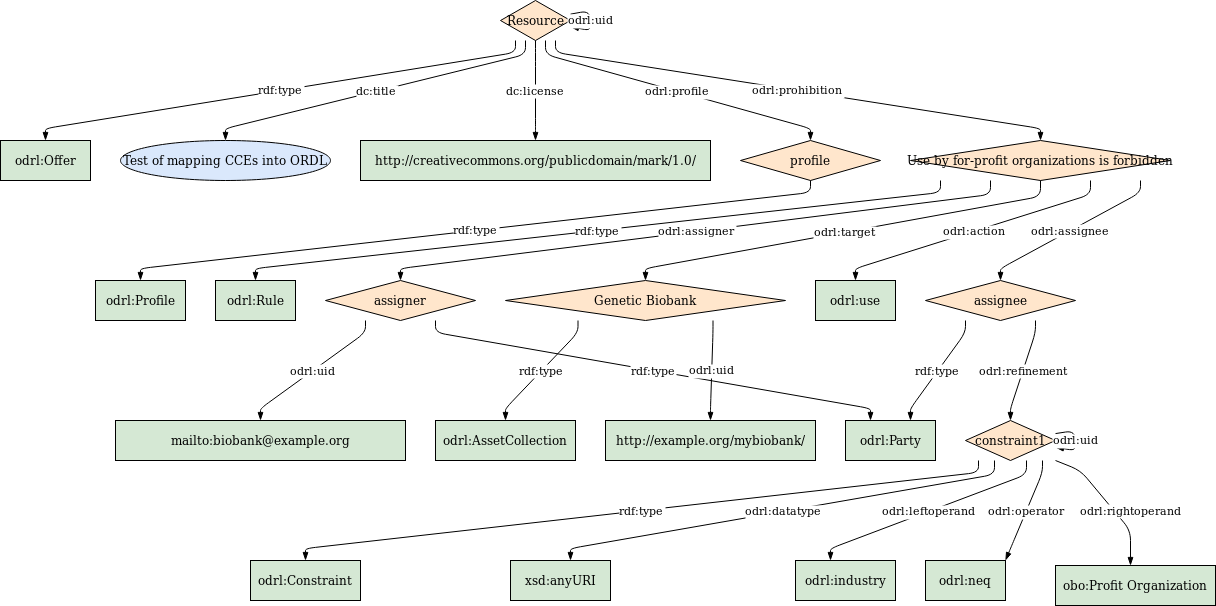 Resource
odrl:uid
rdf:type
dc:title
dc:license
odrl:profile
odrl:prohibition
odrl:Offer
Test of mapping CCEs into ORDL
http://creativecommons.org/publicdomain/mark/1.0/
profile
Use by for-profit organizations is forbidden
rdf:type
rdf:type
odrl:assigner
odrl:target
odrl:action
odrl:assignee
odrl:Profile
odrl:Rule
assigner
Genetic Biobank
odrl:use
assignee
odrl:uid
rdf:type
rdf:type
odrl:uid
rdf:type
odrl:refinement
mailto:biobank@example.org
odrl:AssetCollection
http://example.org/mybiobank/
odrl:Party
constraint1
odrl:uid
rdf:type
odrl:datatype
odrl:leftoperand
odrl:operator
odrl:rightoperand
odrl:Constraint
xsd:anyURI
odrl:industry
odrl:neq
obo:Profit Organization